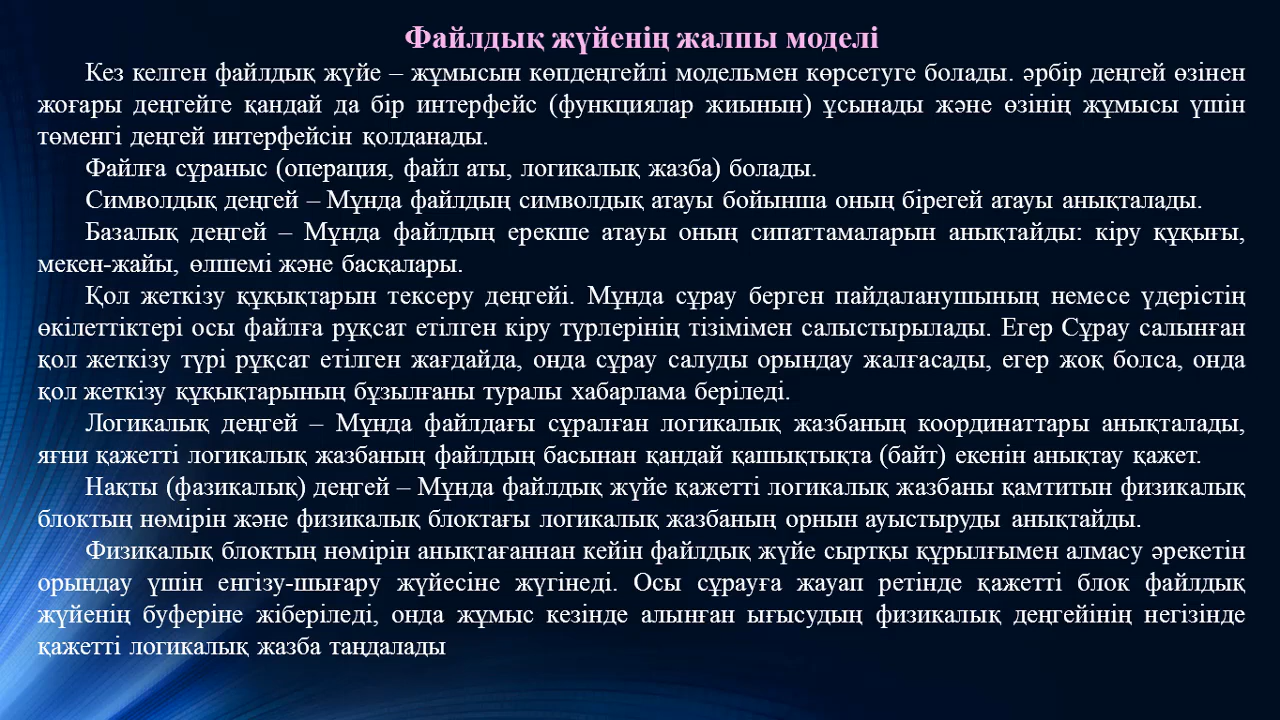 Файлдық жүйенің жалпы моделі
Кез келген файлдық жүйе – жұмысын көпдеңгейлі модельмен көрсетуге болады. әрбір деңгей өзінен
жоғары деңгейге қандай да бір интерфейс (функциялар жиынын) ұсынады және өзінің жұмысы үшін
төменгі деңгей интерфейсін қолданады.
Файлға сұраныс (операция, файл аты, логикалық жазба) болады.
Символдық деңгей – Мұнда файлдың символдық атауы бойынша оның бірегей атауы анықталады.
Базалық деңгей – Мұнда файлдың ерекше атауы оның сипаттамаларын анықтайды: кіру құқығы,
мекен-жайы, өлшемі және басқалары.
Қол жеткізу құқықтарын тексеру деңгейі. Мұнда сұрау берген пайдаланушының немесе үдерістің
өкілеттіктері осы файлға рұқсат етілген кіру түрлерінің тізімімен салыстырылады. Егер Сұрау салынған
қол жеткізу түрі рұқсат етілген жағдайда, онда сұрау салуды орындау жалғасады, егер жоқ болса, онда
қол жеткізу құқықтарының бұзылғаны туралы хабарлама беріледі.
Логикалық деңгей – Мұнда файлдағы сұралған логикалық жазбаның координаттары анықталады,
яғни қажетті логикалық жазбаның файлдың басынан қандай қашықтықта (байт) екенін анықтау қажет.
Нақты (фазикалық) деңгей – Мұнда файлдық жүйе қажетті логикалық жазбаны қамтитын физикалық
блоктың нөмірін және физикалық блоктағы логикалық жазбаның орнын ауыстыруды анықтайды.
Физикалық блоктың нөмірін анықтағаннан кейін файлдық жүйе сыртқы құрылғымен алмасу әрекетін
орындау үшін енгізу-шығару жүйесіне жүгінеді. Осы сұрауға жауап ретінде қажетті блок файлдық
жүйенің буферіне жіберіледі, онда жұмыс кезінде алынған ығысудың физикалық деңгейінің негізінде
қажетті логикалық жазба таңдалады